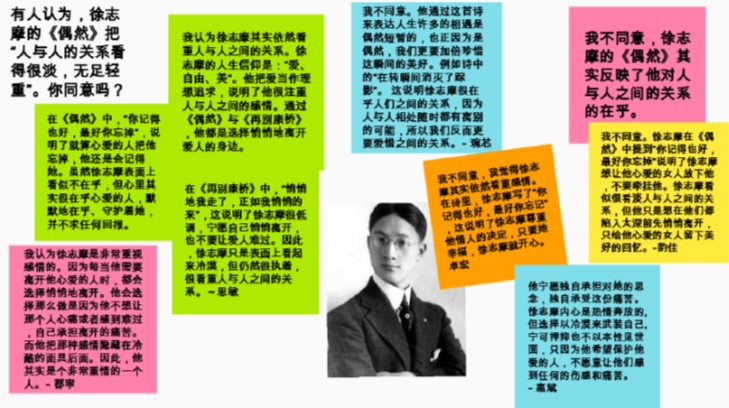 有人认为，徐志
摩的《偶然》把
“人与人的关系看
得很淡，无足轻
重”。你同意吗？
我认为徐志摩其实依然看
重人与人之间的关系。徐
志摩的人生信仰是：“爱、
自由、美”。他把爱当作理
想追求，说明了他很注重
人与人之间的感情。通过
《偶然》与《再别康桥》
，他都是选择悄悄地离开
爱人的身边。
在《偶然》中，“你记得
也好，最好你忘掉”，说
明了就算心爱的人把他
忘掉，他还是会记得
她。虽然徐志摩表面上
看似不在乎，但心里其
实很在乎心爱的人，默
默地在乎、守护着她，
并不求任何回报。
在《再别康桥》中，“悄悄
地我走了，正如我悄悄的
来”，这说明了徐志摩很低
调，宁愿自己悄悄离开，
也不要让爱人难过。因此
，徐志摩只是表面上看起
来冷漠，但仍然很执着，
很看重人与人之间的关
系。– 思敏
我认为徐志摩是非常重视
感情的。因为每当他需要
离开他心爱的人时，都会
选择悄悄地离开。他会选
择那么做是因为他不想让
那个人心痛或者感到难过
，自己承担离开的痛苦。
而他把那种感情隐藏在冷
酷的面具后面。因此，他
其实是个非常重情的一个
人。–
我不同意。他通过这首诗
来表达人生许多的相遇是
偶然短暂的，也正因为是
偶然，我们更要加倍珍惜
这瞬间的美好。例如诗中
的“在转瞬间消灭了踪
影”。这说明徐志摩很在
乎人们之间的关系，因为
人与人相处随时都有离别
的可能，所以我们反而更
要爱惜之间的关系。– 琬芯
我不同意，徐志摩
的《偶然》其
实反映了他对人
与人之间的关系
的在乎。
我不同意。徐志摩在《偶
然》中提到“你记得也好，
最好你忘掉”说明了徐志摩
想让他心爱的女人放下他
，不要牵挂他。徐志摩看
似很看淡人与人之间的关
系，但他只是想在他们都
陷入太深前先悄悄离开，
只给他心爱的女人留下美
好的回忆。–韵佳
我不同意，我觉得徐志
摩其实依然看重感情。
在诗里，徐志摩写了“你
记得也好，最好你忘记”
，这说明了徐志摩尊重
他情人的决定，只要她
幸福，徐志摩就开心。
卓宏
他宁愿独自承担对她的思
念，独自承受这份痛苦。
徐志摩内心是热情奔放的，
但选择以冷漠来武装自己，
宁可押抑也不以本性见世
面，只因为他希望保护他
爱的人，不愿意让他们感
到任何的伤感和痛苦。
– 惠斌